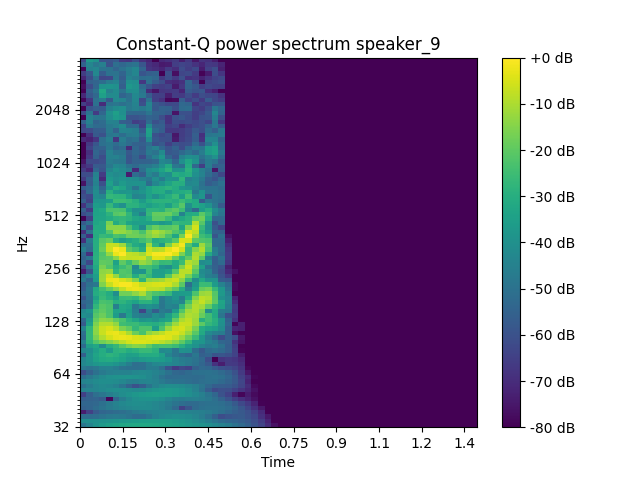 Constant-Q power spectrum speaker_9
Hz
2048
1024
512
256
128
64
32
0 0.15 0.3 0.45 0.6 0.75 0.9 1.1 1.2 1.4
Time
+0 dB
-10 dB
-20 dB
-30 dB
-40 dB
-50 dB
-60 dB
-70 dB
-80 dB